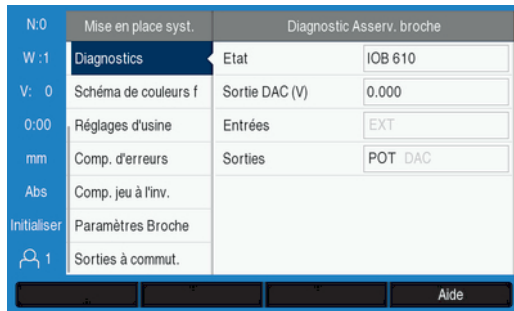 N:0
Mise en place syst.
Diagnostic Asserv. broche
W :1
Diagnostics
Etat
IOB 610
V: 0
Schéma de couleurs f
Sortie DAC (V)
0.000
0:00
Réglages d'usine
Entrées
EXT
mm
Comp. d'erreurs
Sorties
POT DAC
Abs
Comp. jeu à l'inv.
Initialiser
Paramètres Broche
1
Sorties à commut.
Aide